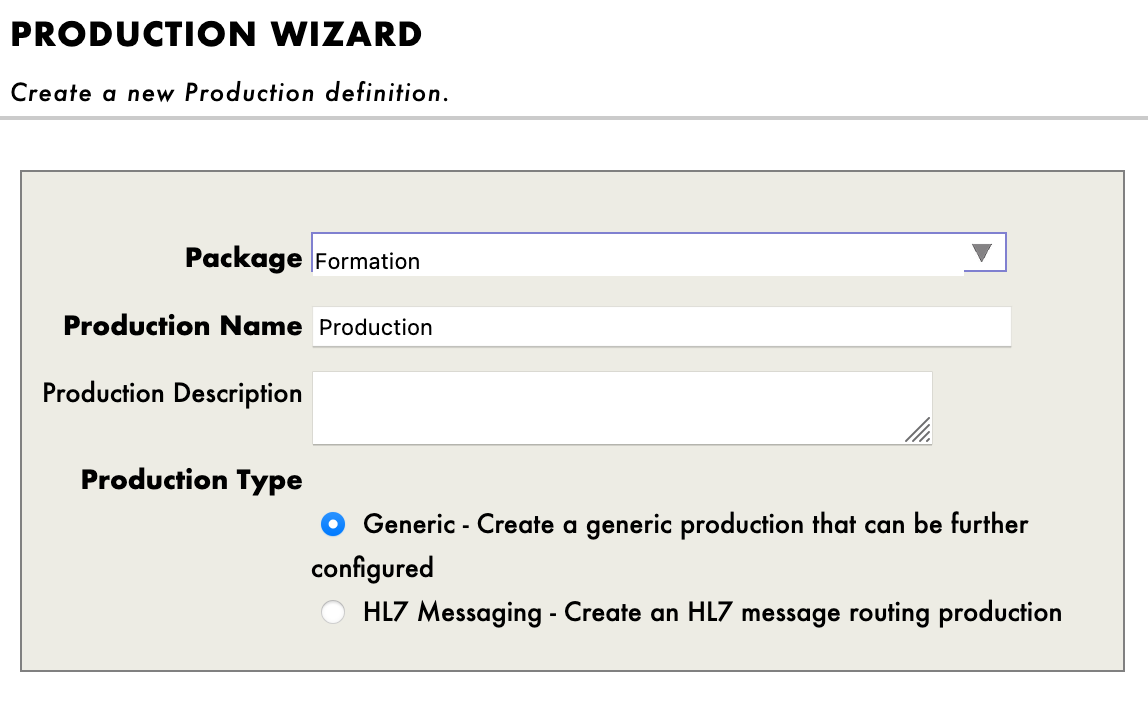 PRODUCTION WIZARD
Create a new Production definition.
Package Formation
Production Name Production
Production Description
Production Type
Generic - Create a generic production that can be further
configured
HL7 Messaging - Create an HL7 message routing production